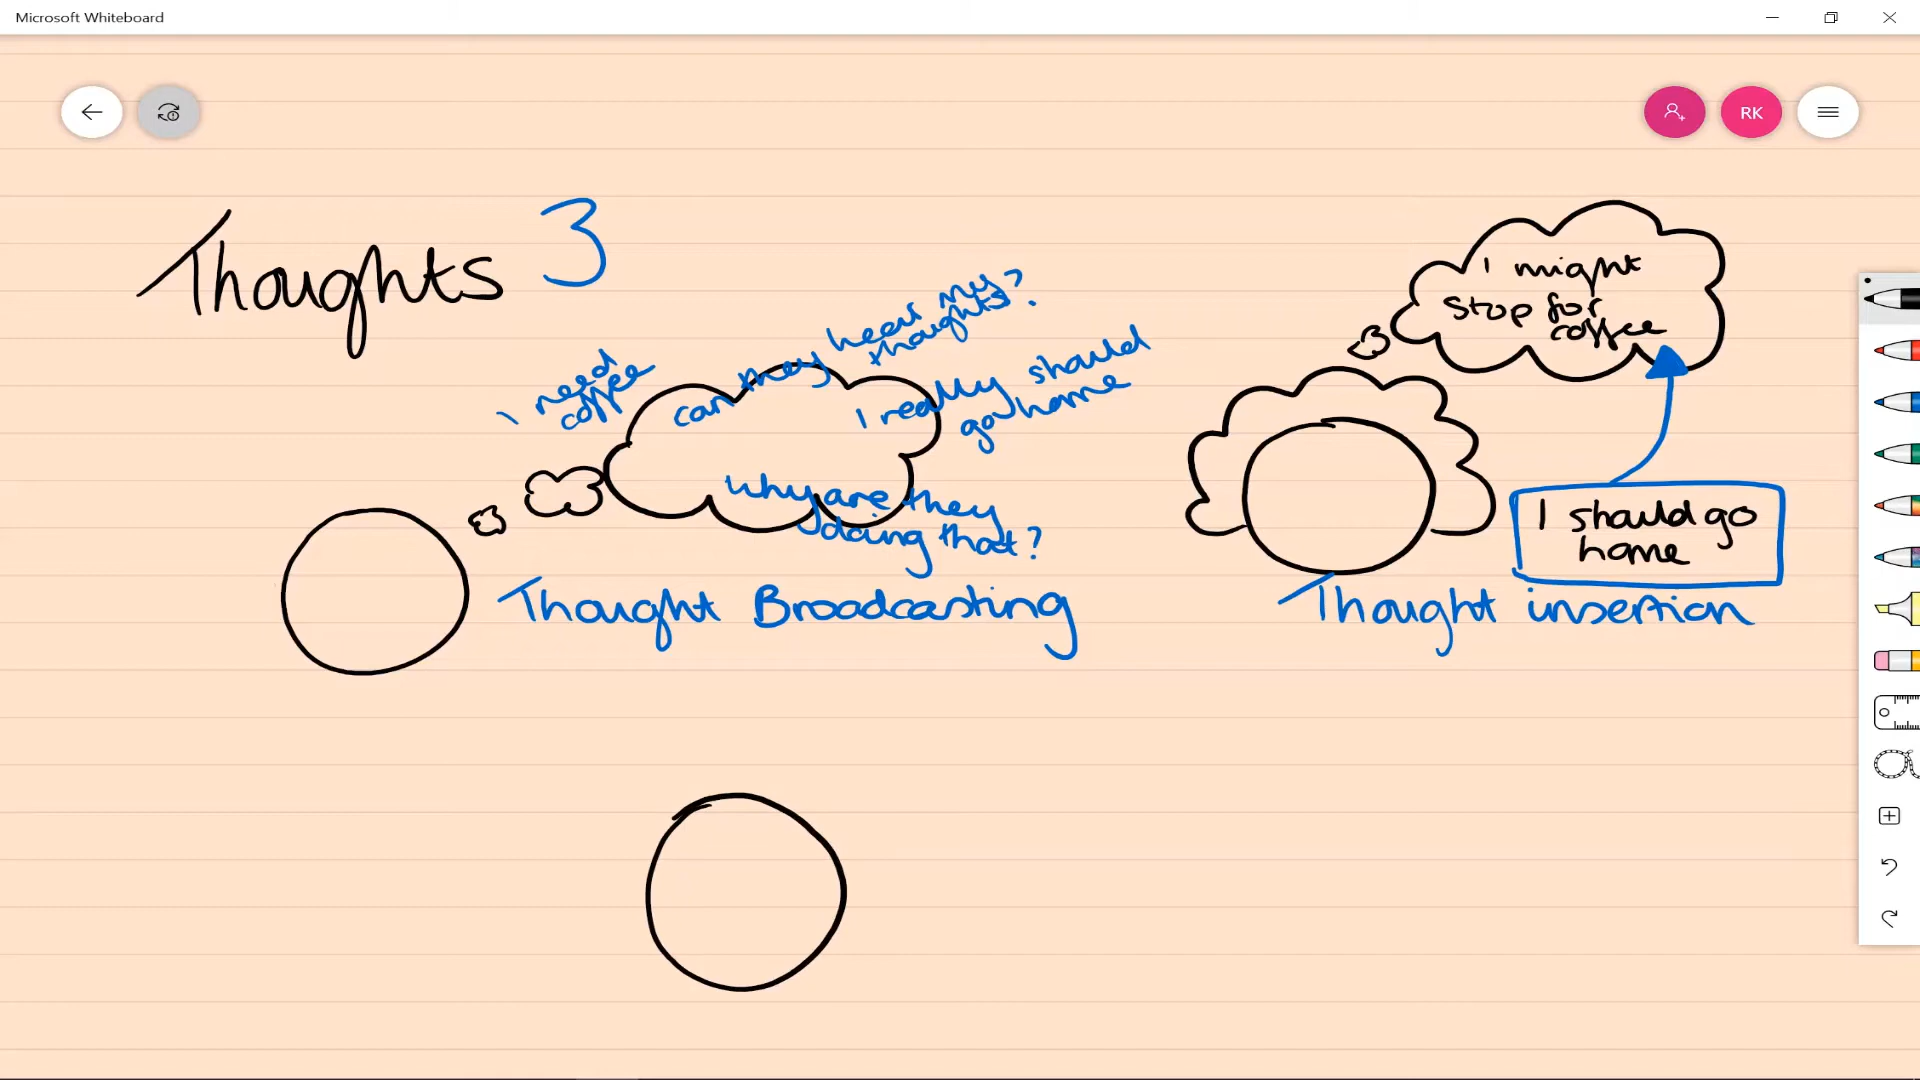 Microsoft Whiteboard
RK
Thoughts 3
I need
coffee
can they hear my
thoughts?
I really should
go home
why are they
doing that?
Thought Broadcasting
I might
stop for
coffee
I should go
home
Thought insertion